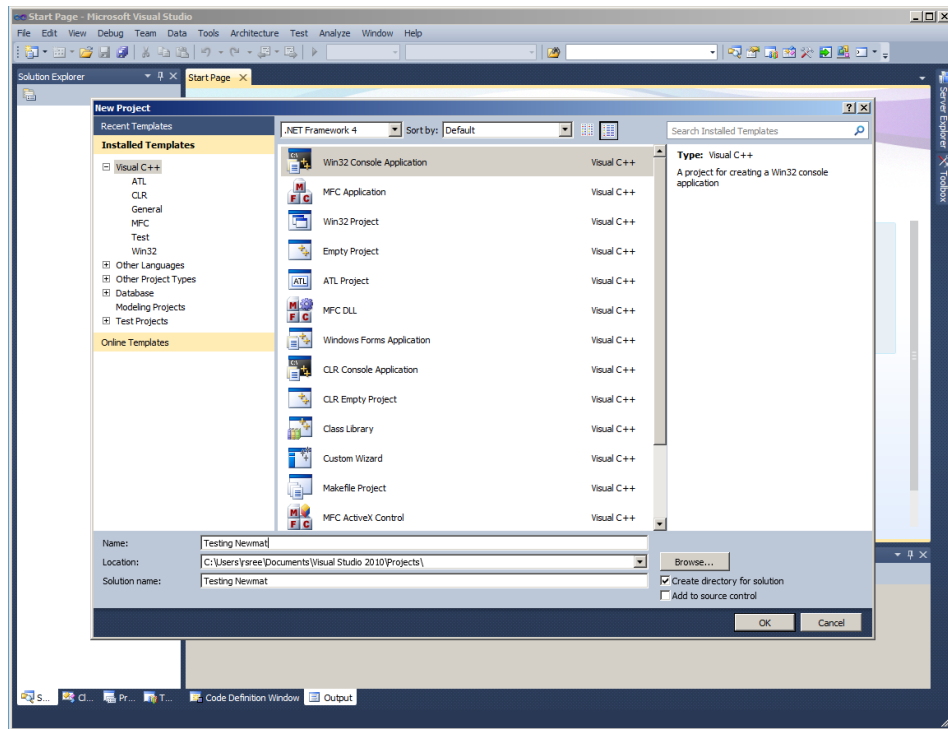 Start Page - Microsoft Visual Studio
File Edit View Debug Team Data Tools Architecture Test Analyze Window Help
Solution Explorer
Start Page
Server Explorer
Toolbox
New Project
Recent Templates
Installed Templates
Visual C++
ATL
CLR
General
MFC
Test
Win32
Other Languages
Other Project Types
Database
Modeling Projects
Test Projects
Online Templates
.NET Framework 4 Sort by: Default
Search Installed Templates
Win32 Console Application Visual C++
MFC Application Visual C++
Win32 Project Visual C++
Empty Project Visual C++
ATL Project Visual C++
MFC DLL Visual C++
Windows Forms Application Visual C++
CLR Console Application Visual C++
CLR Empty Project Visual C++
Class Library Visual C++
Custom Wizard Visual C++
Makefile Project Visual C++
MFC ActiveX Control Visual C++
Type: Visual C++
A project for creating a Win32 console
application
Name: Testing Newmat
Location: C:\Users\rsree\Documents\Visual Studio 2010\Projects\
Browse...
Solution name: Testing Newmat
Create directory for solution
Add to source control
OK Cancel
S... Cl... Pr... T... Code Definition Window Output